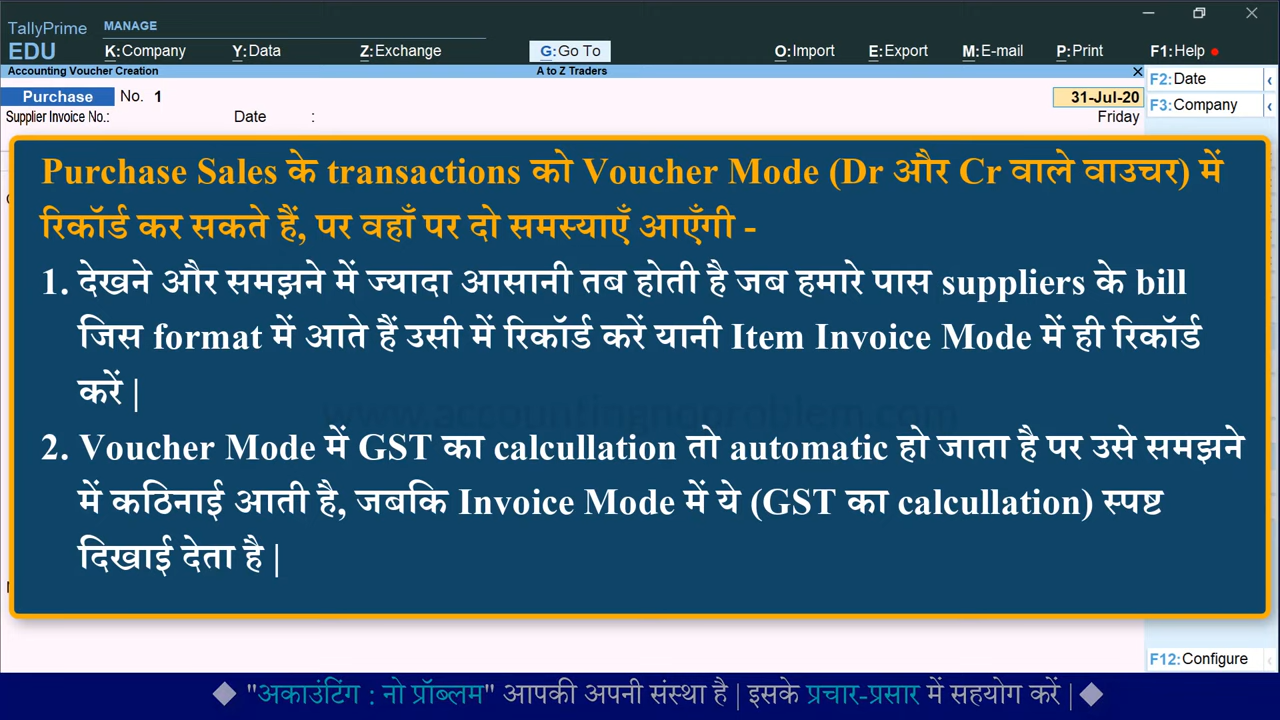 TallyPrime
MANAGE
EDU
K:Company Y:Data Z:Exchange G:Go To O:Import E:Export M:E-mail P:Print F1:Help
Accounting Voucher Creation A to Z Traders
F2:Date
Purchase No. 1 31-Jul-20
F3:Company
Supplier Invoice No.: Date : Friday
Purchase Sales के transactions को Voucher Mode (Dr और Cr वाले वाउचर) में
रिकॉर्ड कर सकते हैं, पर वहाँ पर दो समस्याएँ आएँगी -
1. देखने और समझने में ज्यादा आसानी तब होती है जब हमारे पास suppliers के bill
जिस format में आते हैं उसी में रिकॉर्ड करें यानी Item Invoice Mode में ही रिकॉर्ड
करें |
www.accountingnoproblem.com
2. Voucher Mode में GST का calcullation तो automatic हो जाता है पर उसे समझने
में कठिनाई आती है, जबकि Invoice Mode में ये (GST का calcullation) स्पष्ट
दिखाई देता है |
F12:Configure
"अकाउंटिंग : नो प्रॉब्लम" आपकी अपनी संस्था है | इसके प्रचार-प्रसार में सहयोग करें |